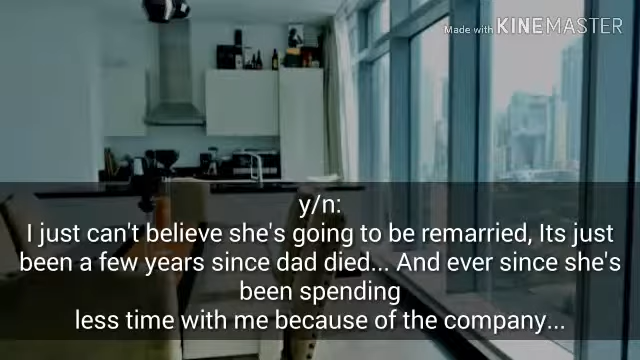 Made with KINEMASTER
y/n:
I just can't believe she's going to be remarried, Its just
been a few years since dad died... And ever since she's
been spending
less time with me because of the company...